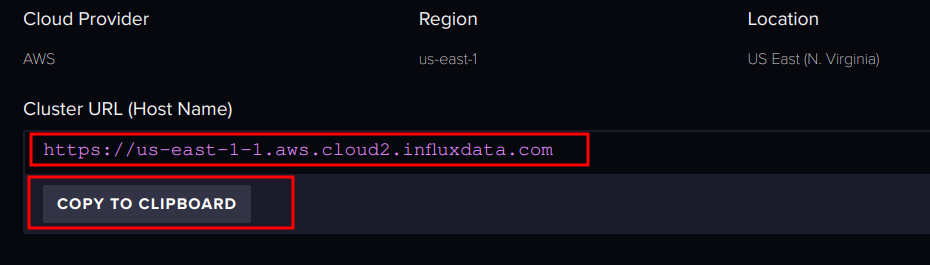 Cloud Provider Region Location
AWS us-east-1 US East (N. Virginia)
Cluster URL (Host Name)
https://us-east-1-1.aws.cloud2.influxdata.com
COPY TO CLIPBOARD